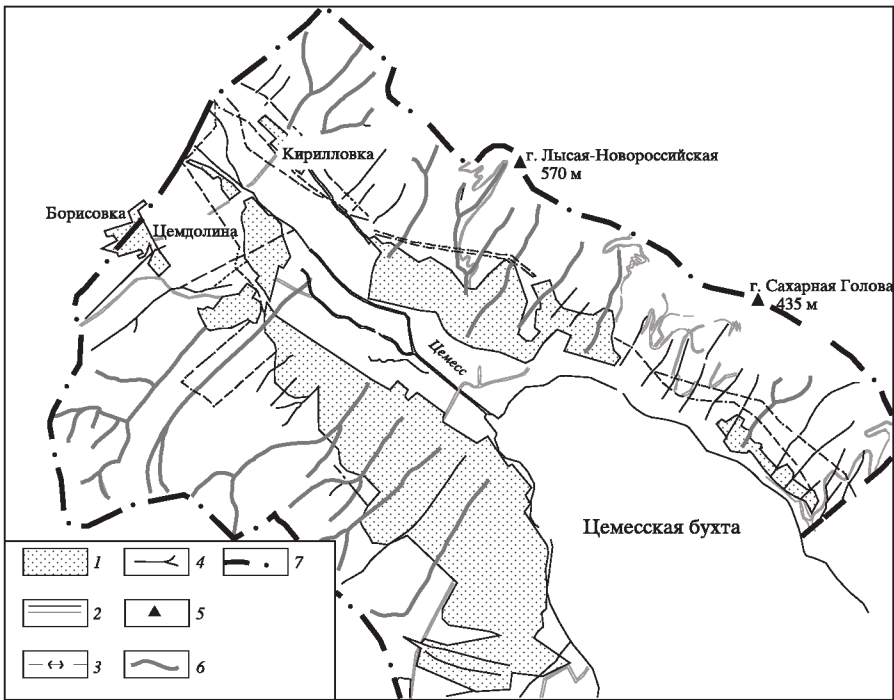 г. Лысая-Новороссийская
570 м
Кирилловка
Борисовка
Цемдолина
г. Сахарная Голова
435 м
Цемесс
Цемесская бухта
1
4
7
2
5
3
6